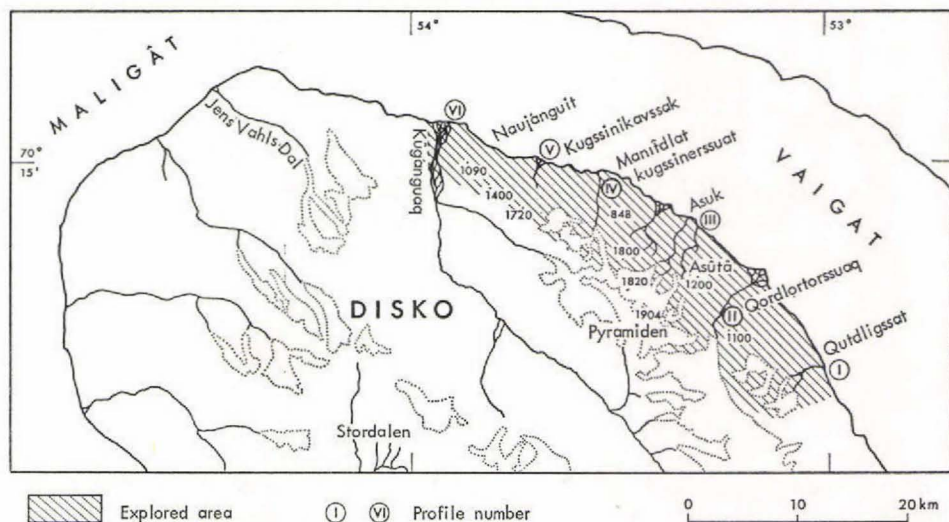 54° 53°
MALIGÂT
Jens Vahls Dal
VI
Naujánguit
V
Kugssinikavssak
Manîtdlat
kugssinerssuat
VAIGAT
70°
15'
Kûgánguaq
1090
1400
1720
IV
848
Asuk
III
1800
Asûtâ
1820
1200
Qordlortorssuaq
DISKO
1904
Pyramiden
II
1100
Qutdligssat
I
Stordalen
Explored area
I VI Profile number
0 10 20 km